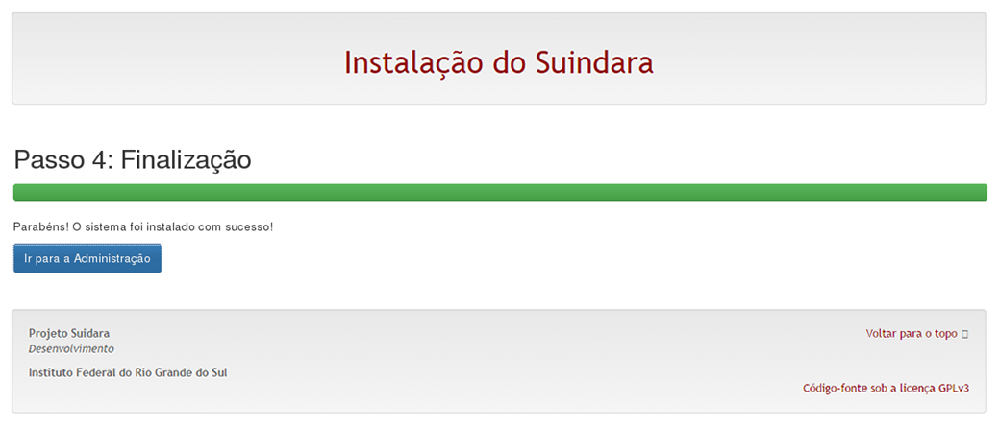 Instalação do Suindara
Passo 4: Finalização
Parabéns! O sistema foi instalado com sucesso!
Ir para a Administração
Projeto Suidara
Desenvolvimento
Instituto Federal do Rio Grande do Sul
Voltar para o topo
Código-fonte sob a licença GPLv3